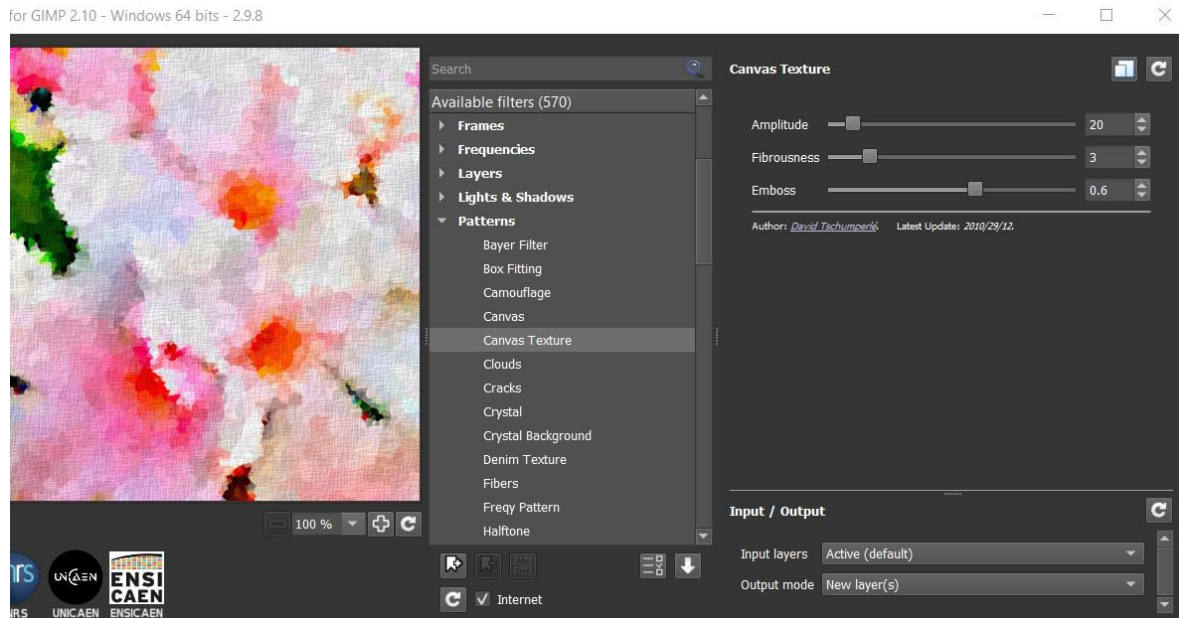 for GIMP 2.10 - Windows 64 bits - 2.9.8
Search
Available filters (570)
Frames
Frequencies
Layers
Lights & Shadows
Patterns
Bayer Filter
Box Fitting
Camouflage
Canvas
Canvas Texture
Clouds
Cracks
Crystal
Crystal Background
Denim Texture
Fibers
Freqy Pattern
Halftone
Internet
100 %
UNICAEN
ENSI
CAEN
UNICAEN
ENSICAEN
Canvas Texture
Amplitude 20
Fibrousness 3
Emboss 0.6
Author: David Tschumperlé. Latest Update: 2010/29/12.
Input / Output
Input layers Active (default)
Output mode New layer(s)